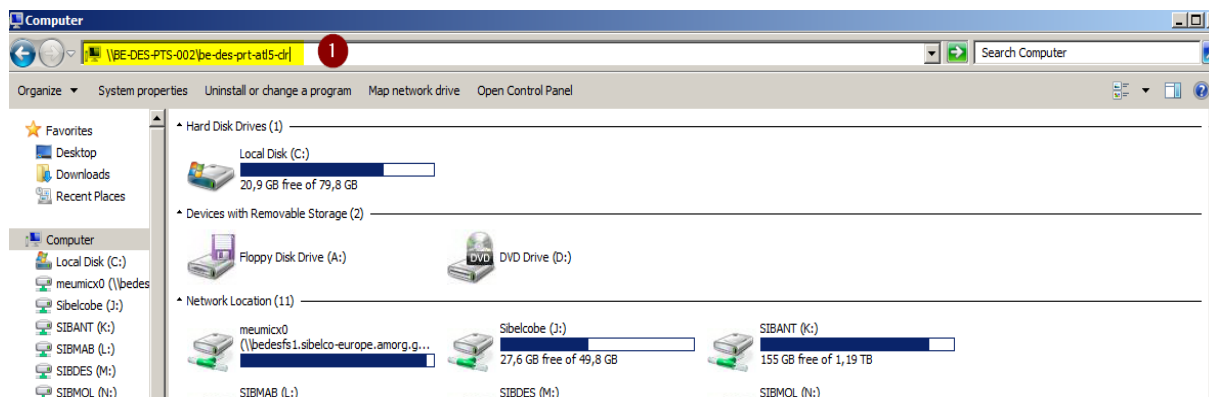 Computer
\\BE-DES-PTS-002\be-des-prt-atl5-clr
1
Search Computer
Organize System properties Uninstall or change a program Map network drive Open Control Panel
Favorites
Desktop
Downloads
Recent Places
Computer
Local Disk (C:)
meumicx0 (\\bedes
Sibelcobe (J:)
SIBANT (K:)
SIBMAB (L:)
SIBDES (M:)
SIBMOL (N:)
Hard Disk Drives (1)
Local Disk (C:)
20,9 GB free of 79,8 GB
Devices with Removable Storage (2)
Floppy Disk Drive (A:)
DVD
DVD Drive (D:)
Network Location (11)
meumicx0
(\\bedesfs1.sibelco-europe.amorg.g...
Sibelcobe (J:)
27,6 GB free of 49,8 GB
SIBANT (K:)
155 GB free of 1,19 TB
SIBMAB (L:)
SIBDES (M:)
SIBMOL (N:)